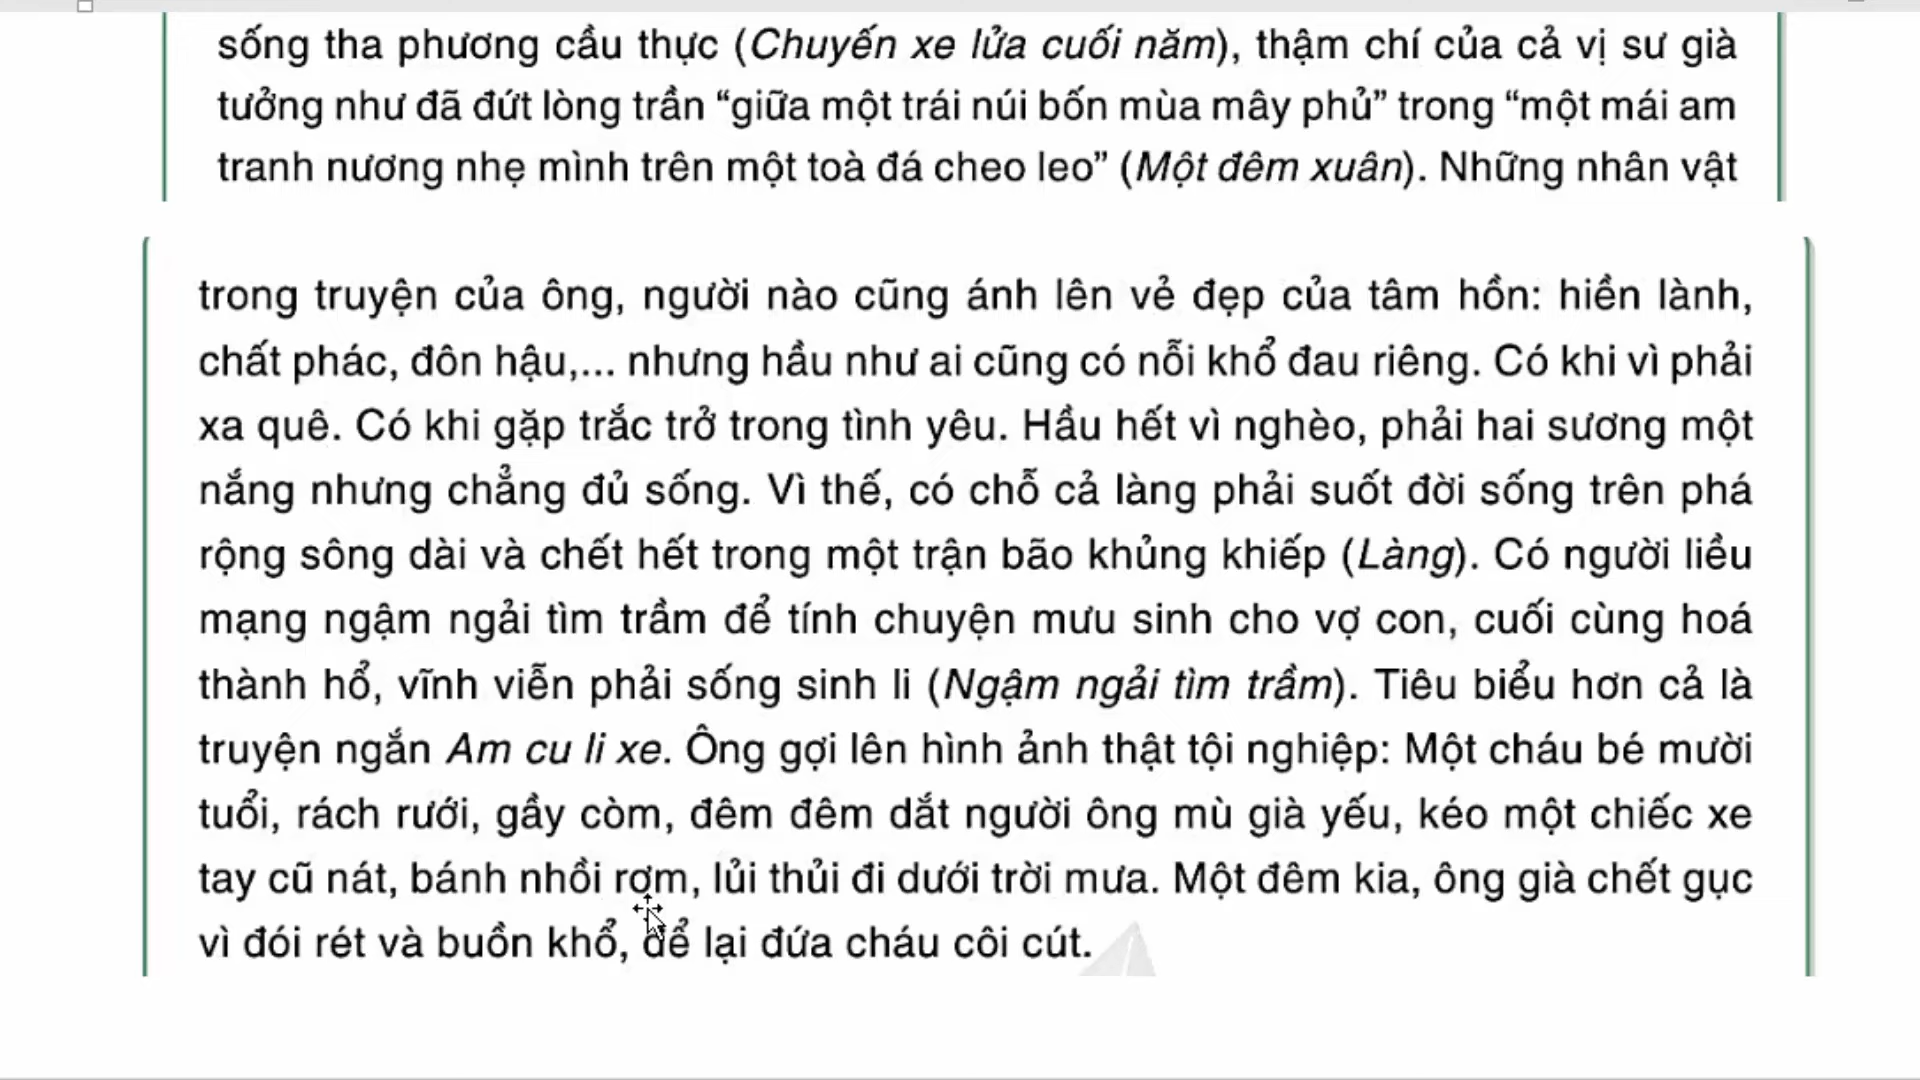 sống tha phương cầu thực (Chuyến xe lửa cuối năm), thậm chí của cả vị sư già
tưởng như đã đứt lòng trần “giữa một trái núi bốn mùa mây phủ” trong “một mái am
tranh nương nhẹ mình trên một toà đá cheo leo” (Một đêm xuân). Những nhân vật
trong truyện của ông, người nào cũng ánh lên vẻ đẹp của tâm hồn: hiền lành,
chất phác, đôn hậu,... nhưng hầu như ai cũng có nỗi khổ đau riêng. Có khi vì phải
xa quê. Có khi gặp trắc trở trong tình yêu. Hầu hết vì nghèo, phải hai sương một
nắng nhưng chẳng đủ sống. Vì thế, có chỗ cả làng phải suốt đời sống trên phá
rộng sông dài và chết hết trong một trận bão khủng khiếp (Làng). Có người liều
mạng ngậm ngải tìm trầm để tính chuyện mưu sinh cho vợ con, cuối cùng hoá
thành hổ, vĩnh viễn phải sống sinh li (Ngậm ngải tìm trầm). Tiêu biểu hơn cả là
truyện ngắn Am cu li xe. Ông gợi lên hình ảnh thật tội nghiệp: Một cháu bé mười
tuổi, rách rưới, gầy còm, đêm đêm dắt người ông mù già yếu, kéo một chiếc xe
tay cũ nát, bánh nhồi rơm, lủi thủi đi dưới trời mưa. Một đêm kia, ông già chết gục
vì đói rét và buồn khổ, để lại đứa cháu côi cút.